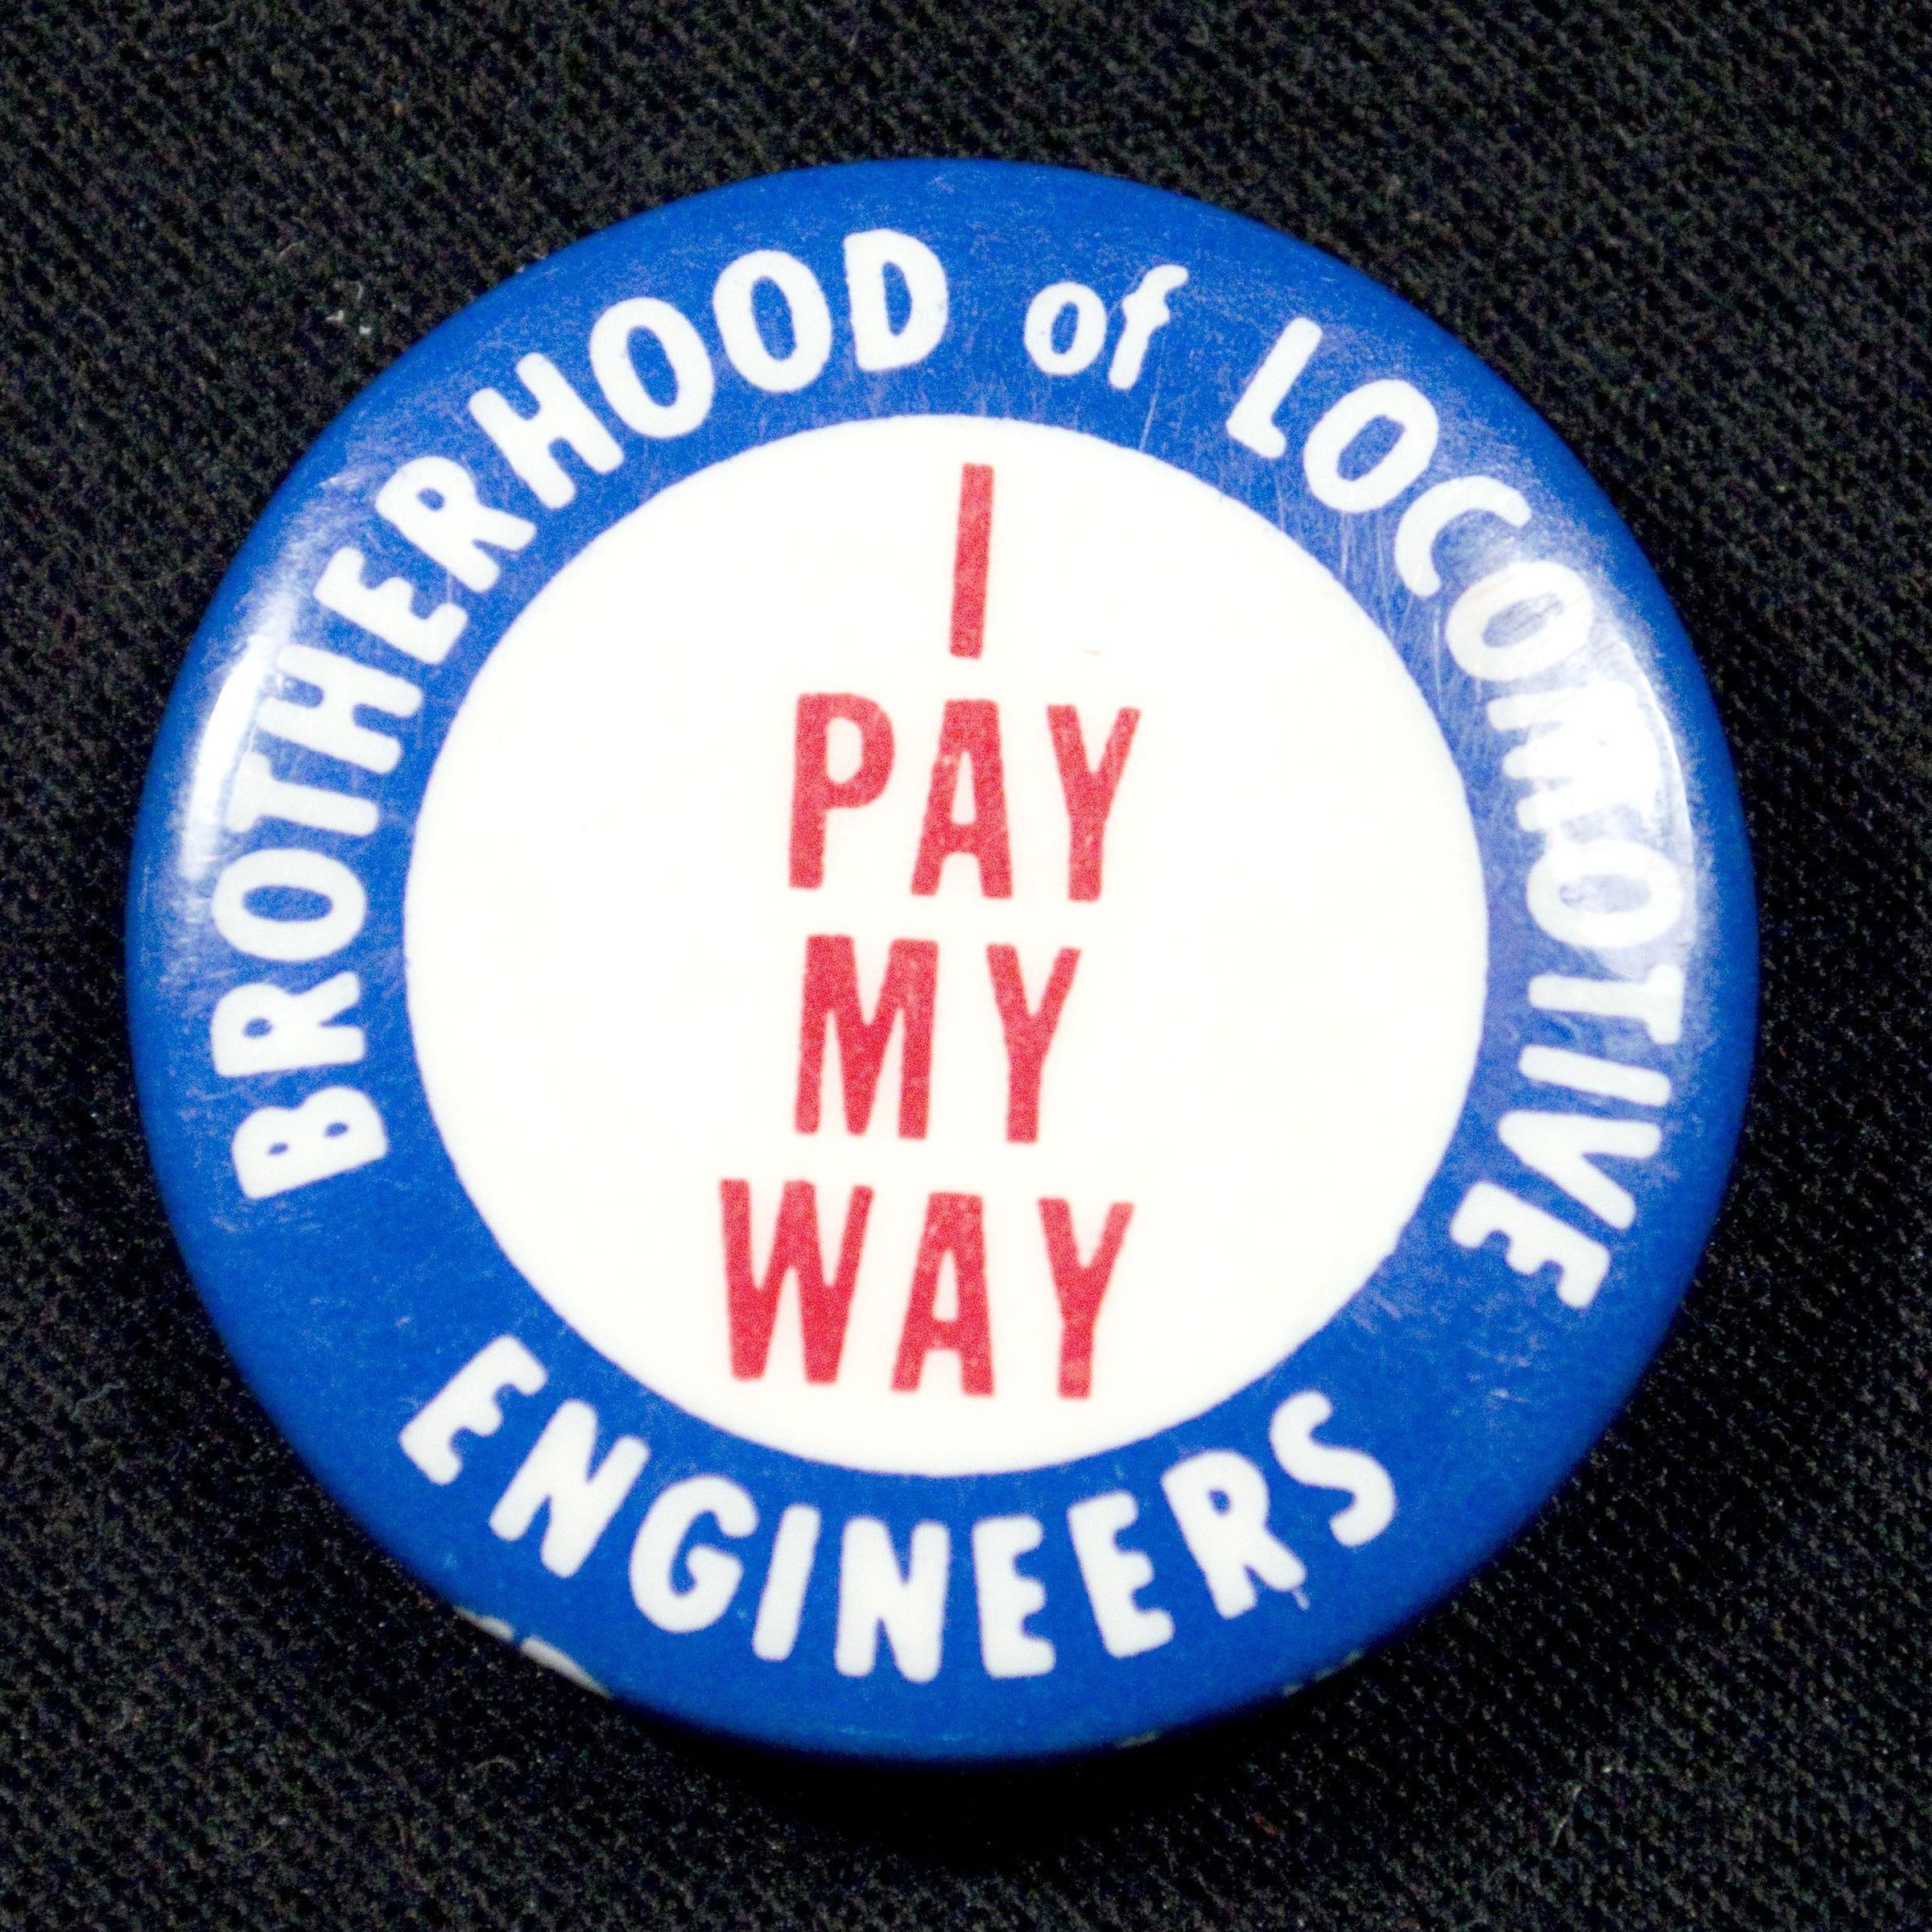 BROTHERHOOD of LOCOMOTIVE
I
PAY
MY
WAY
ENGINEERS